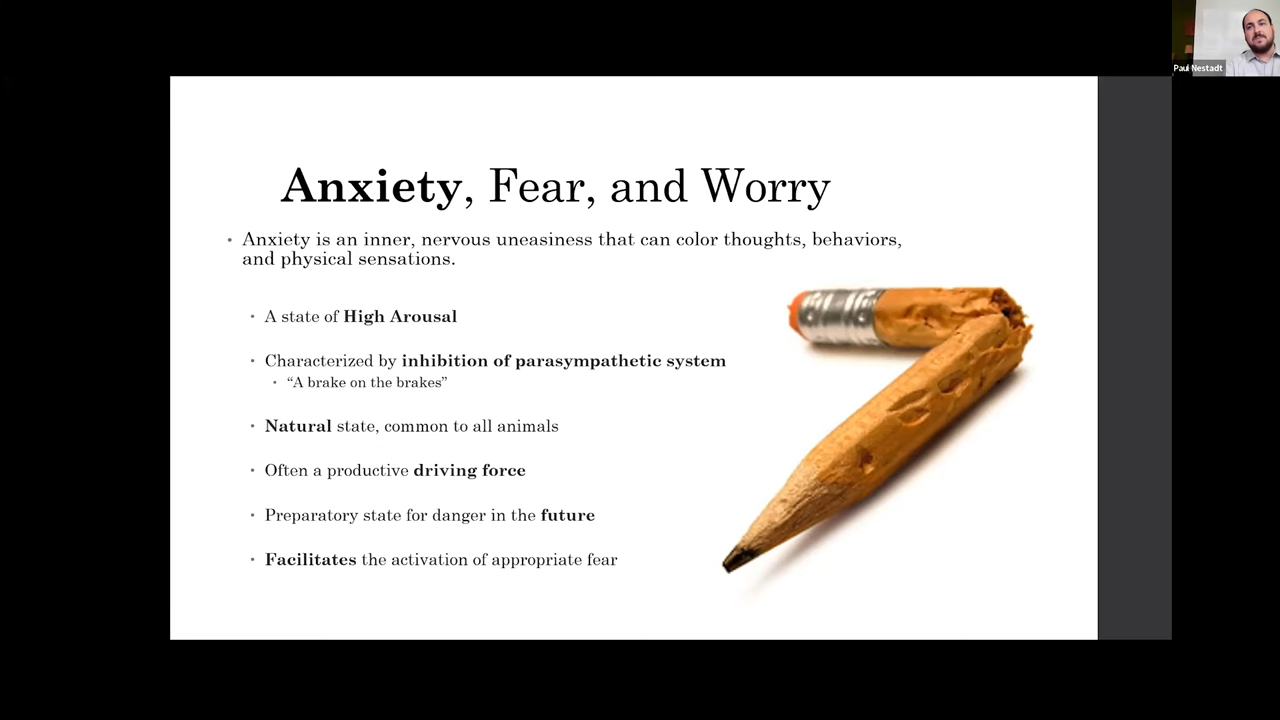 Paul Nestadt
Anxiety, Fear, and Worry
• Anxiety is an inner, nervous uneasiness that can color thoughts, behaviors,
and physical sensations.
• A state of High Arousal
• Characterized by inhibition of parasympathetic system
• “A brake on the brakes”
• Natural state, common to all animals
• Often a productive driving force
• Preparatory state for danger in the future
• Facilitates the activation of appropriate fear